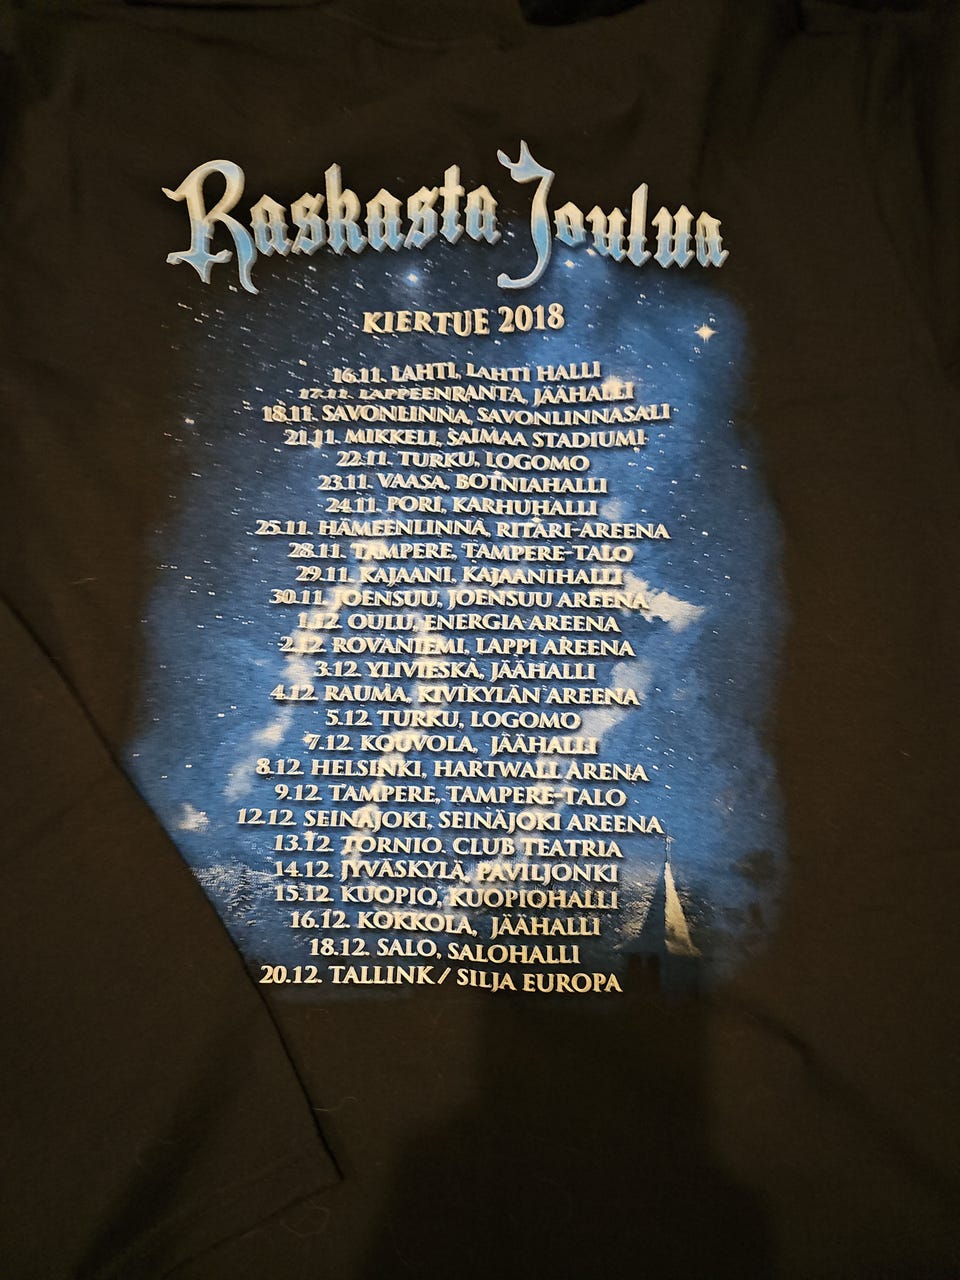 Raskasta Joulua
KIERTUE 2018
16.11. LAHTI, LAHTI HALLI
17.11. LAPPEENRANTA, JÄÄHALLI
18.11. SAVONLINNA, SAVONLINNASALI
21.11. MIKKELI, SAIMAA STADIUMI
22.11. TURKU, LOGOMO
23.11. VAASA, BOTNIAHALLI
24.11. PORI, KARHUHALLI
25.11. HÄMEENLINNA, RITARI-AREENA
28.11. TAMPERE, TAMPERE-TALO
29.11. KAJAANI, KAJAANIHALLI
30.11. JOENSUU, JOENSUU AREENA
1.12. OULU, ENERGIA AREENA
2.12. ROVANIEMI, LAPPI AREENA
3.12. YLIVIESKA, JÄÄHALLI
4.12. RAUMA, KIVIKYLÄN AREENA
5.12. TURKU, LOGOMO
7.12. KOUVOLA, JÄÄHALLI
8.12. HELSINKI, HARTWALL ARENA
9.12. TAMPERE, TAMPERE-TALO
12.12. SEINÄJOKI, SEINÄJOKI AREENA
13.12. TORNIO. CLUB TEATRIA
14.12. JYVÄSKYLÄ, PAVILJONKI
15.12. KUOPIO, KUOPIOHALLI
16.12. KOKKOLA, JÄÄHALLI
18.12. SALO, SALOHALLI
20.12. TALLINK / SILJA EUROPA